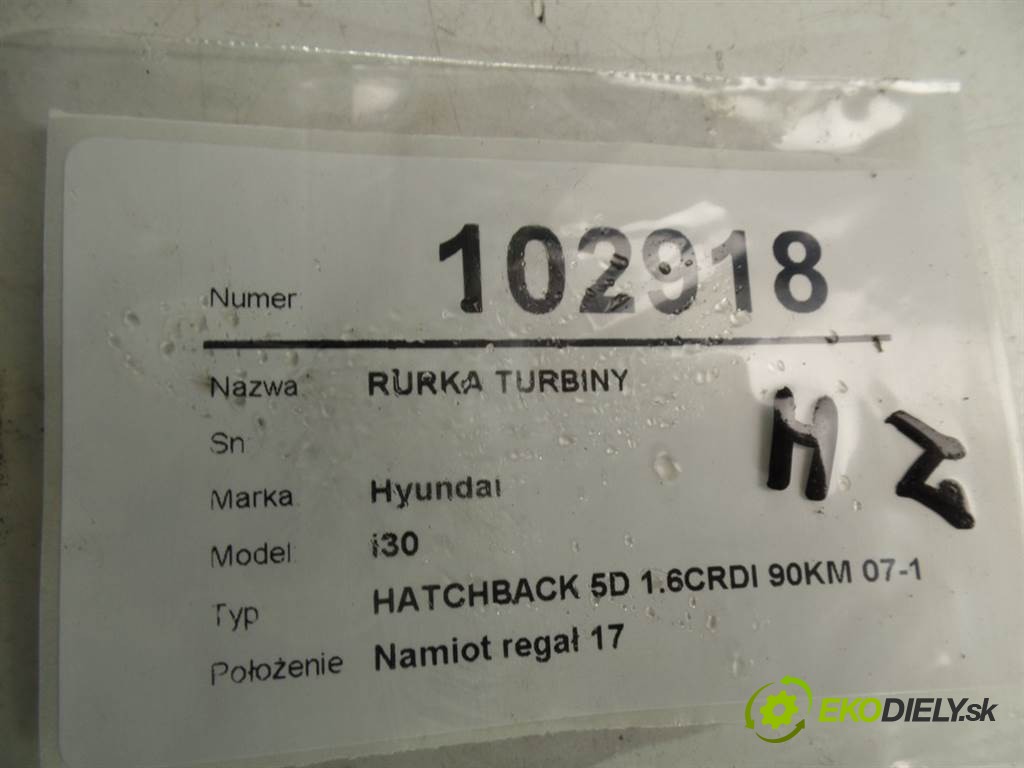 Numer: 102918
Nazwa: RURKA TURBINY
Sn
Marka Hyundai
Model: i30
Typ HATCHBACK 5D 1.6CRDI 90KM 07-1
Położenie Namiot regał 17
H Z
EKODIELY.sk